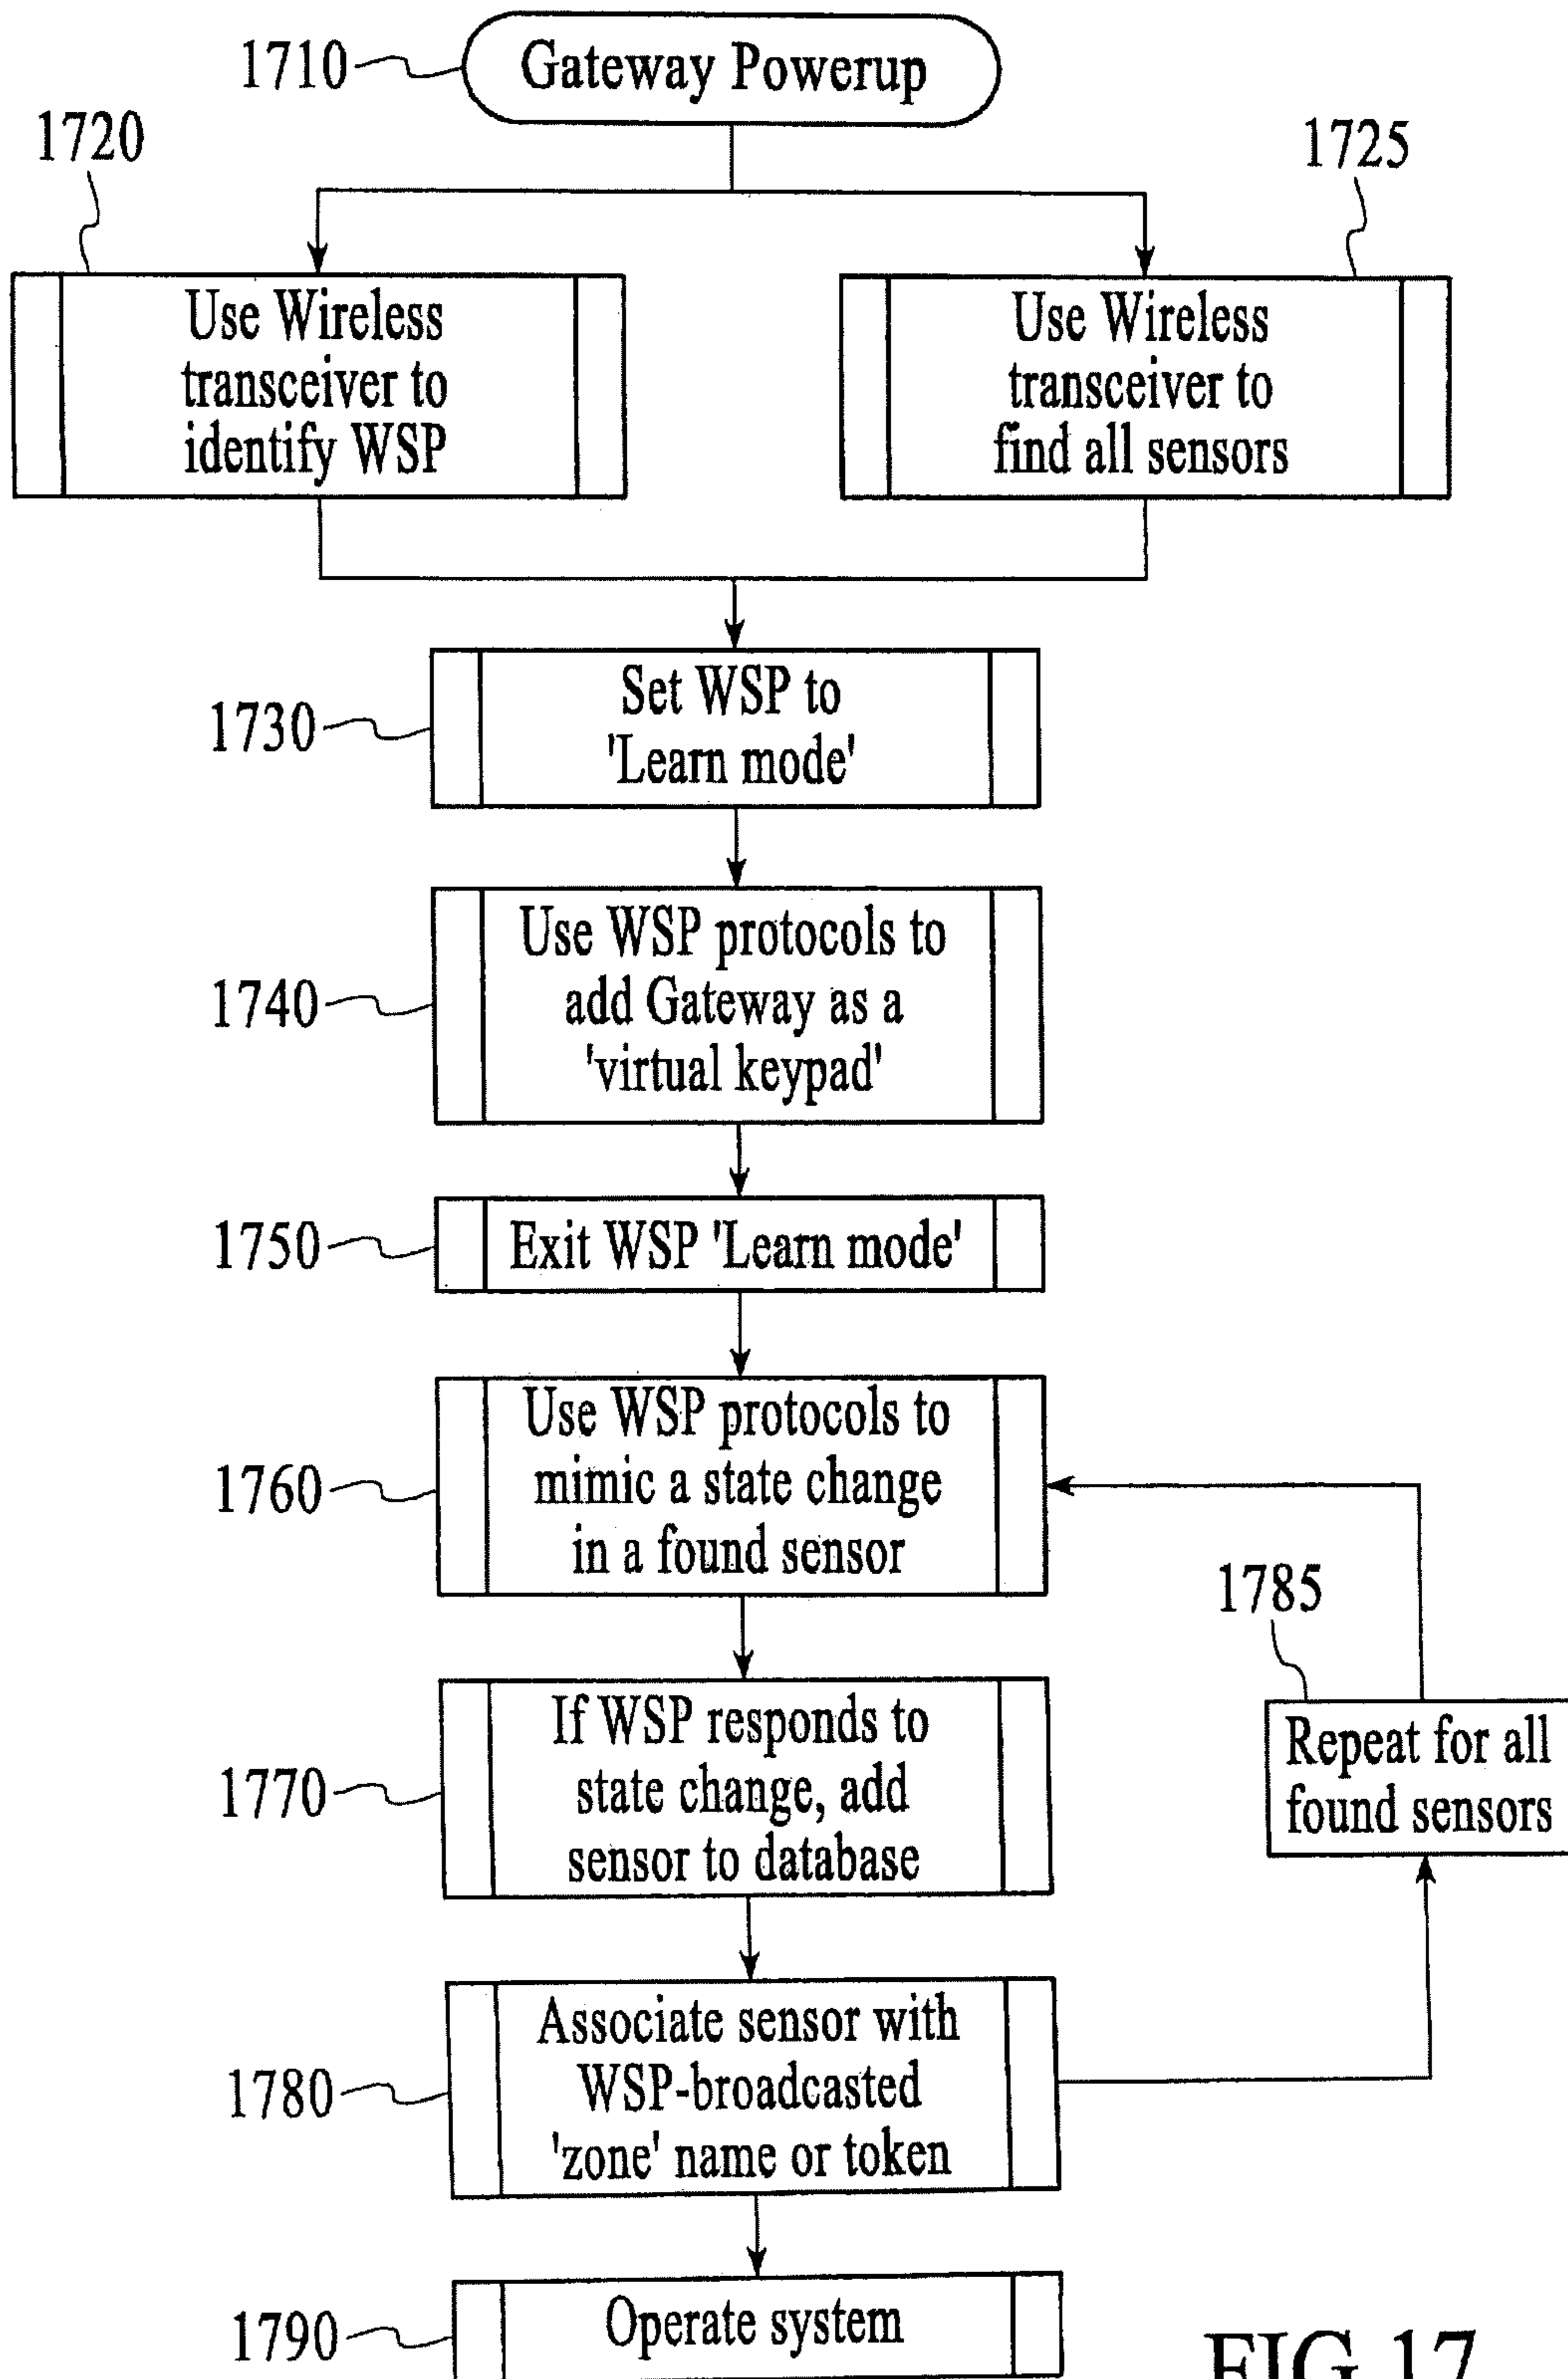 1710
Gateway Powerup
1720
1725
Use Wireless
transceiver to
identify WSP
Use Wireless
transceiver to
find all sensors
1730
Set WSP to
'Learn mode'
1740
Use WSP protocols to
add Gateway as a
'virtual keypad'
1750
Exit WSP 'Learn mode'
1760
Use WSP protocols to
mimic a state change
in a found sensor
1785
Repeat for all
found sensors
1770
If WSP responds to
state change, add
sensor to database
1780
Associate sensor with
WSP-broadcasted
'zone' name or token
1790
Operate system
FIG.17